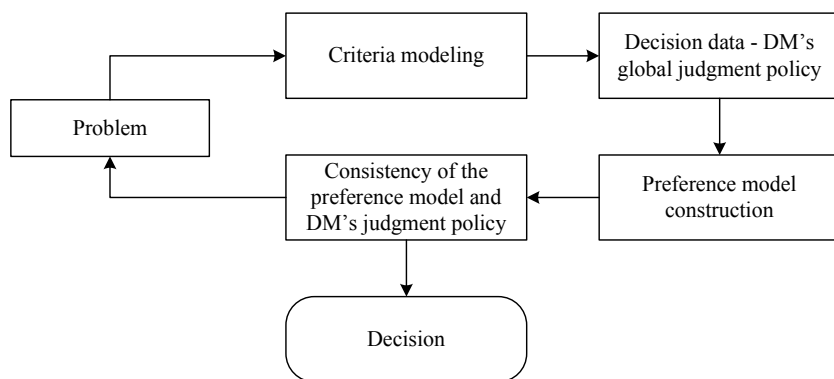 Criteria modeling
Decision data - DM's
global judgment policy
Problem
Consistency of the
preference model and
DM's judgment policy
Preference model
construction
Decision